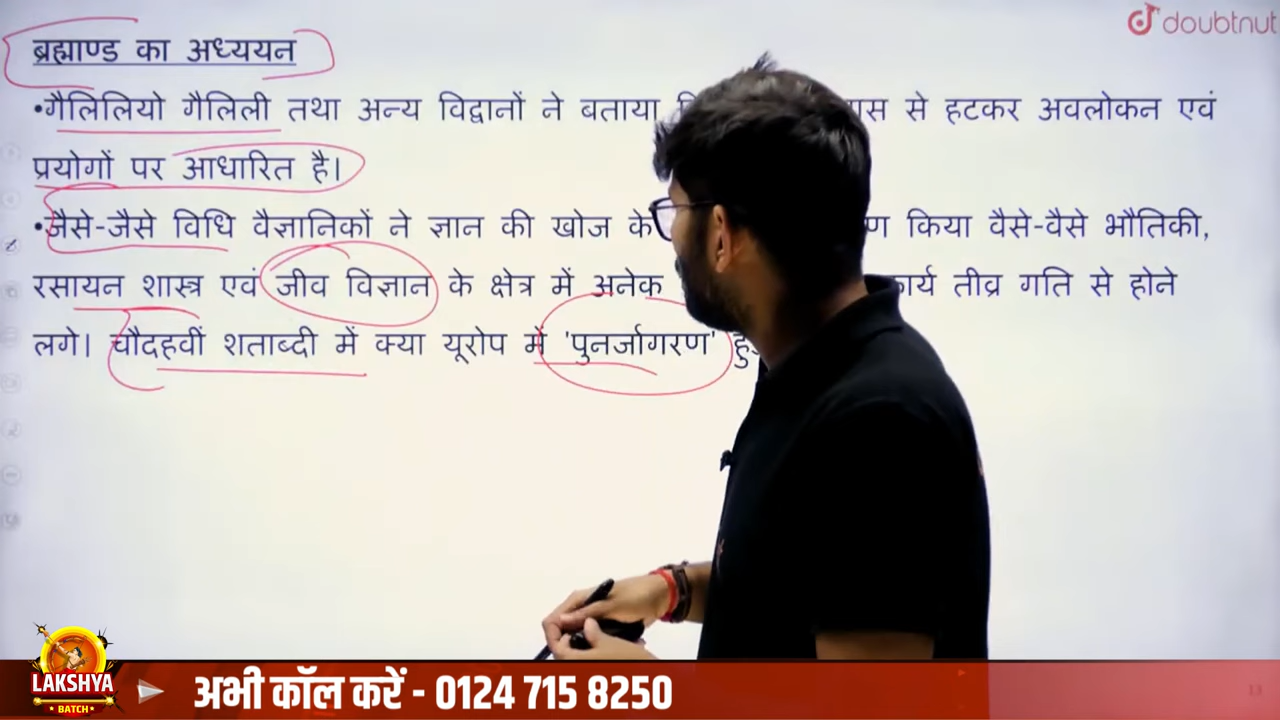 doubtnut
ब्रह्माण्ड का अध्ययन
•गैलिलियो गैलिली तथा अन्य विद्वानों ने बताया से हटकर अवलोकन एवं
प्रयोगों पर आधारित है।
•जैसे-जैसे विधि वैज्ञानिकों ने ज्ञान की खोज के किया वैसे-वैसे भौतिकी,
रसायन शास्त्र एवं जीव विज्ञान के क्षेत्र में अनेक तीव्र गति से होने
लगे। चौदहवीं शताब्दी में क्या यूरोप में 'पुनर्जागरण'
LAKSHYA
BATCH
अभी कॉल करें - 0124 715 8250
13